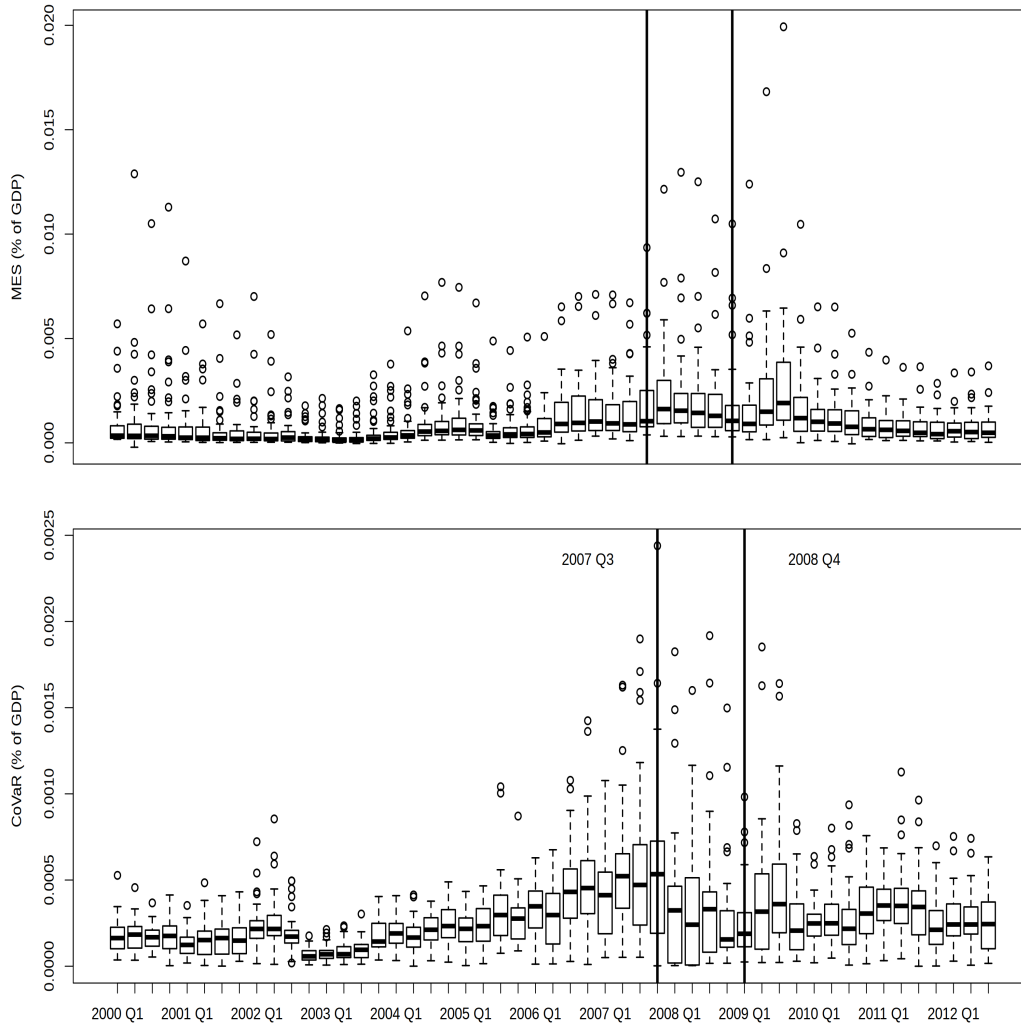 0.020
0.015
0.010
0.005
0.000
MES (% of GDP)
0.0025
0.0020
0.0015
0.0010
0.0005
0.0000
CoVaR (% of GDP)
2007 Q3
2008 Q4
2000 Q1
2001 Q1
2002 Q1
2003 Q1
2004 Q1
2005 Q1
2006 Q1
2007 Q1
2008 Q1
2009 Q1
2010 Q1
2011 Q1
2012 Q1